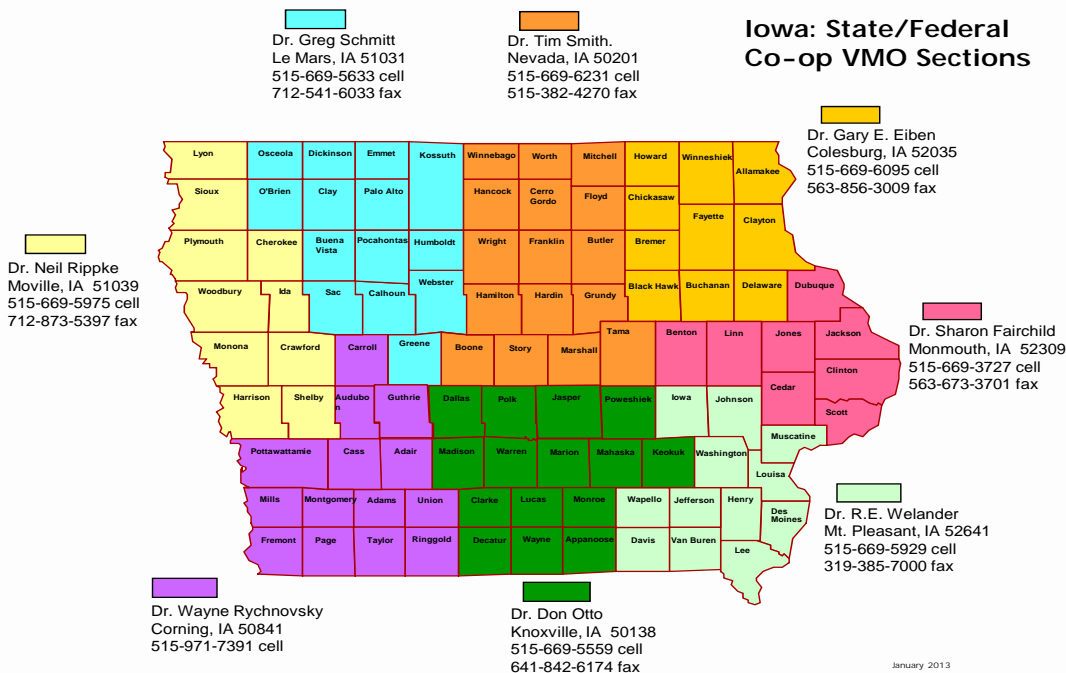 Iowa: State/Federal
Co-op VMO Sections
Dr. Greg Schmitt
Le Mars, IA 51031
515-669-5633 cell
712-541-6033 fax
Dr. Tim Smith.
Nevada, IA 50201
515-669-6231 cell
515-382-4270 fax
Dr. Gary E. Eiben
Colesburg, IA 52035
515-669-6095 cell
563-856-3009 fax
Dr. Neil Rippke
Moville, IA  51039
515-669-5975 cell
712-873-5397 fax
Dr. Sharon Fairchild
Monmouth, IA 52309
515-669-3727 cell
563-673-3701 fax
Dr. R.E. Welander
Mt. Pleasant, IA 52641
515-669-5929 cell
319-385-7000 fax
Dr. Wayne Rychnovsky
Corning, IA 50841
515-971-7391 cell
Dr. Don Otto
Knoxville, IA  50138
515-669-5559 cell
641-842-6174 fax
Lyon
Osceola
Dickinson
Emmet
Kossuth
Winnebago
Worth
Mitchell
Howard
Winneshiek
Allamakee
Sioux
O'Brien
Clay
Palo Alto
Hancock
Cerro
Gordo
Floyd
Chickasaw
Fayette
Clayton
Plymouth
Cherokee
Buena
Vista
Pocahontas
Humboldt
Wright
Franklin
Butler
Bremer
Woodbury
Ida
Sac
Calhoun
Webster
Hamilton
Hardin
Grundy
Black Hawk
Buchanan
Delaware
Dubuque
Monona
Crawford
Carroll
Greene
Boone
Story
Marshall
Tama
Benton
Linn
Jones
Jackson
Clinton
Harrison
Shelby
Audubo
n
Guthrie
Dallas
Polk
Jasper
Poweshiek
Iowa
Johnson
Cedar
Scott
Muscatine
Pottawattamie
Cass
Adair
Madison
Warren
Marion
Mahaska
Keokuk
Washington
Louisa
Mills
Montgomery
Adams
Union
Clarke
Lucas
Monroe
Wapello
Jefferson
Henry
Des
Moines
Fremont
Page
Taylor
Ringgold
Decatur
Wayne
Appanoose
Davis
Van Buren
Lee
January 2013